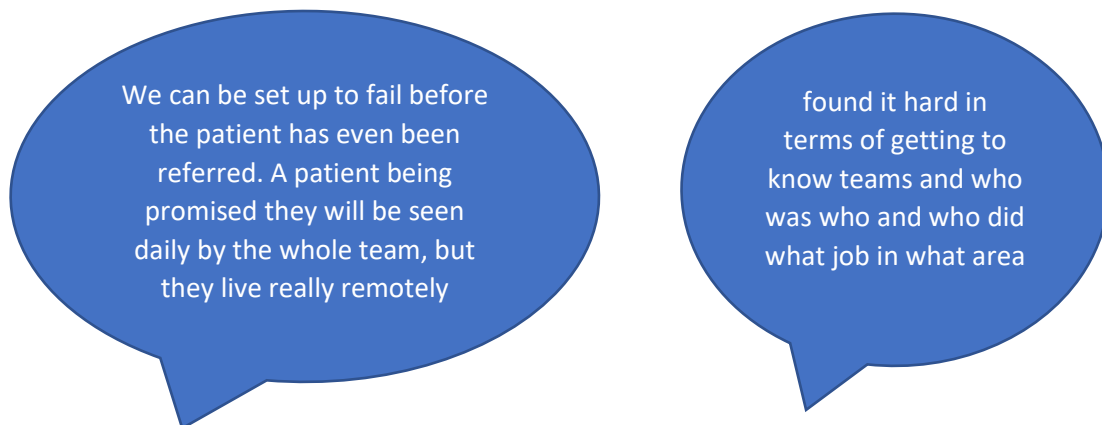 We can be set up to fail before
the patient has even been
referred. A patient being
promised they will be seen
daily by the whole team, but
they live really remotely
found it hard in
terms of getting to
know teams and who
was who and who did
what job in what area